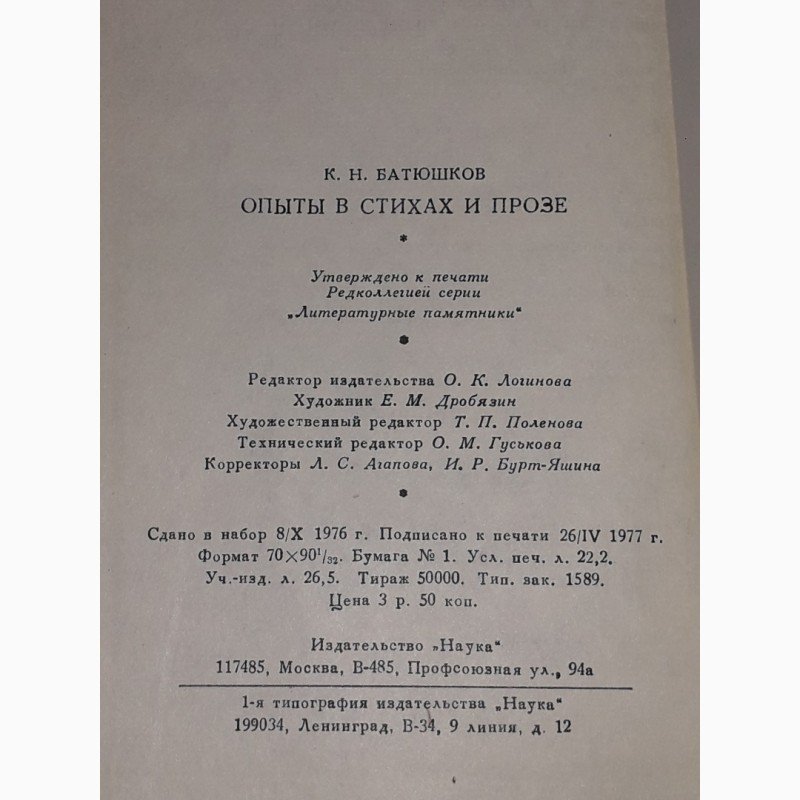 К. Н. БАТЮШКОВ
ОПЫТЫ В СТИХАХ И ПРОЗЕ
*
Утверждено к печати
Редколлегией серии
„Литературные памятники“
*
Редактор издательства О. К. Логинова
Художник Е. М. Дробязин
Художественный редактор Т. П. Поленова
Технический редактор О. М. Гуськова
Корректоры Л. С. Агапова, И. Р. Бурт-Яшина
*
Сдано в набор 8/X 1976 г. Подписано к печати 26/IV 1977 г.
Формат 70×90¹/₃₂. Бумага № 1. Усл. печ. л. 22,2.
Уч.-изд. л. 26,5. Тираж 50000. Тип. зак. 1589.
Цена 3 р. 50 коп.
Издательство „Наука“
117485, Москва, В-485, Профсоюзная ул., 94а
1-я типография издательства „Наука“
199034, Ленинград, В-34, 9 линия, д. 12